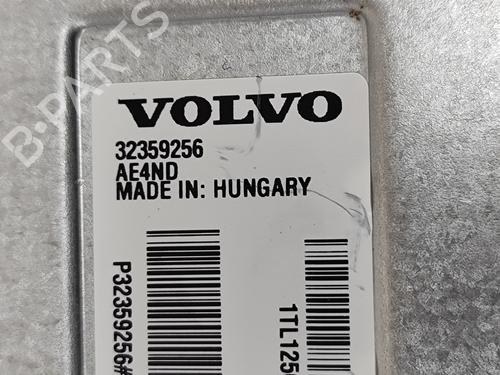 VOLVO
32359256
AE4ND
MADE IN: HUNGARY
P32359256#
1TL125
B-PARTS